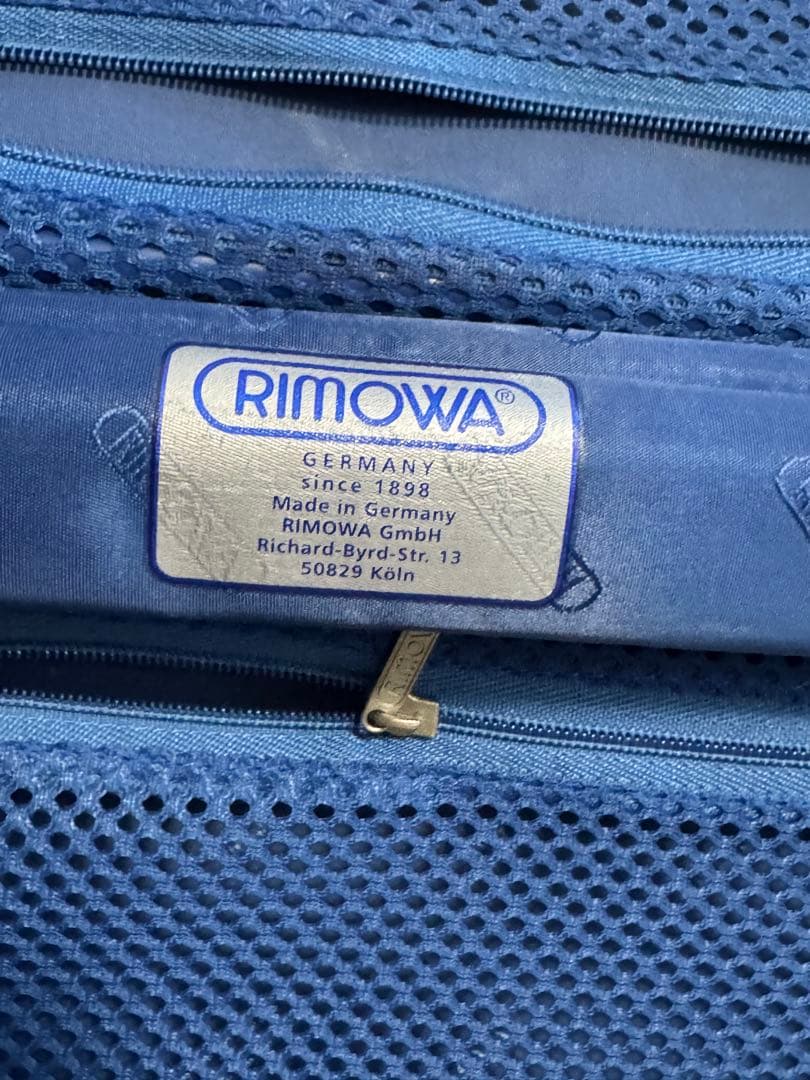 RIMOWA®
GERMANY
since 1898
Made in Germany
RIMOWA GmbH
Richard-Byrd-Str. 13
50829 Köln